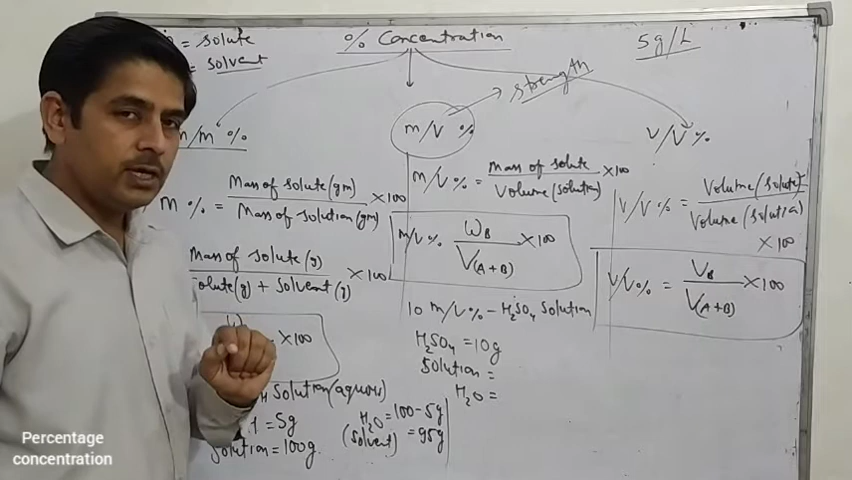 = solute
= solvent
% Concentration
5g/L
strength
m/m %
m/V %
V/V %
m % = Mass of solute (gm) / Mass of solution (gm) × 100
Mass of solute (g) / solute (g) + solvent (g) × 100
× 100
Solution (aquous)
= 5g
Solution = 100g
H₂O = 100 - 5g
(solvent) = 95g
m/V % = mass of solute / Volume (solution) × 100
m/V % W_B / V_(A+B) × 100
10 m/V % - H₂SO₄ Solution
H₂SO₄ = 10g
Solution =
H₂O =
V/V % = Volume (solute) / Volume (solution) × 100
V/V % = V_B / V_(A+B) × 100
Percentage
concentration